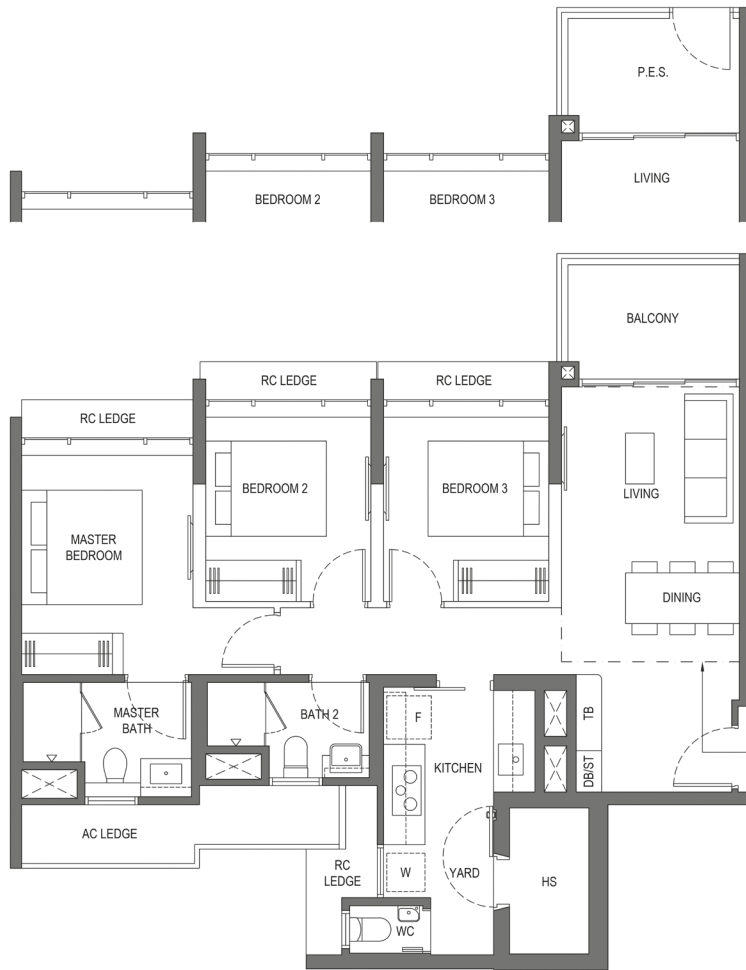 P.E.S.
LIVING
BEDROOM 2
BEDROOM 3
BALCONY
RC LEDGE
RC LEDGE
RC LEDGE
BEDROOM 2
BEDROOM 3
LIVING
MASTER
BEDROOM
DINING
MASTER
BATH
BATH 2
F
TB
KITCHEN
DB/ST
AC LEDGE
RC
LEDGE
W
YARD
HS
WC